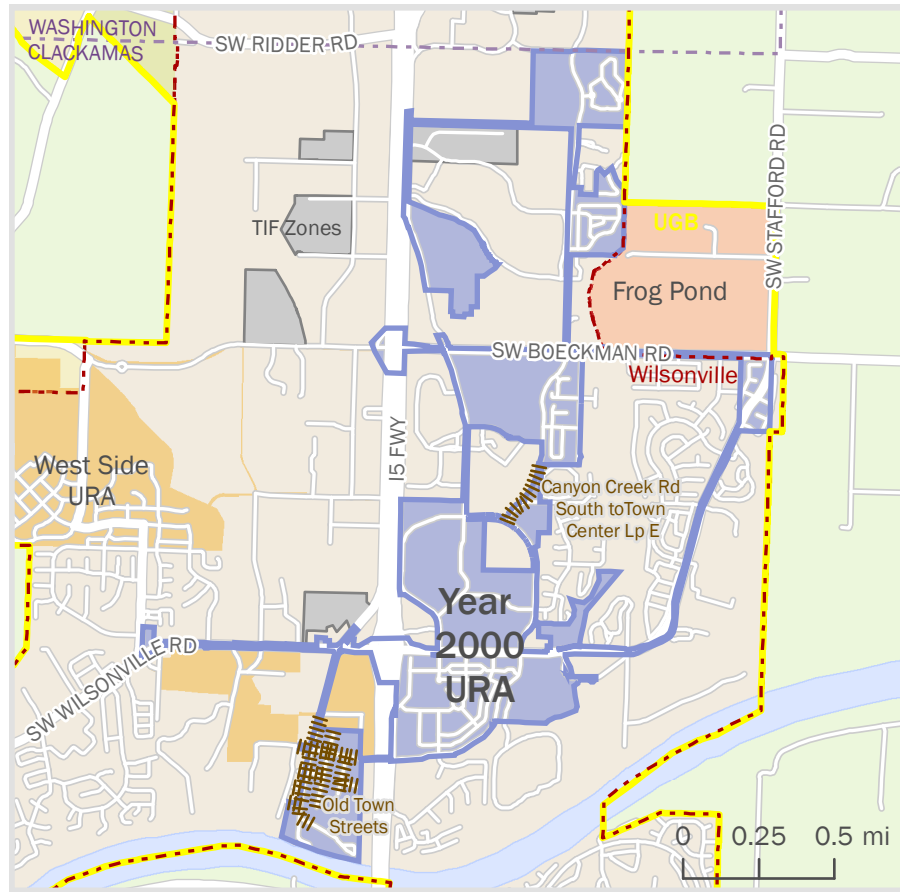 WASHINGTON
CLACKAMAS
SW RIDDER RD
SW STAFFORD RD
UGB
TIF Zones
Frog Pond
SW BOECKMAN RD
Wilsonville
I5 FWY
West Side
URA
Canyon Creek Rd
South toTown
Center Lp E
Year
2000
URA
SW WILSONVILLE RD
Old Town
Streets
0 0.25 0.5 mi